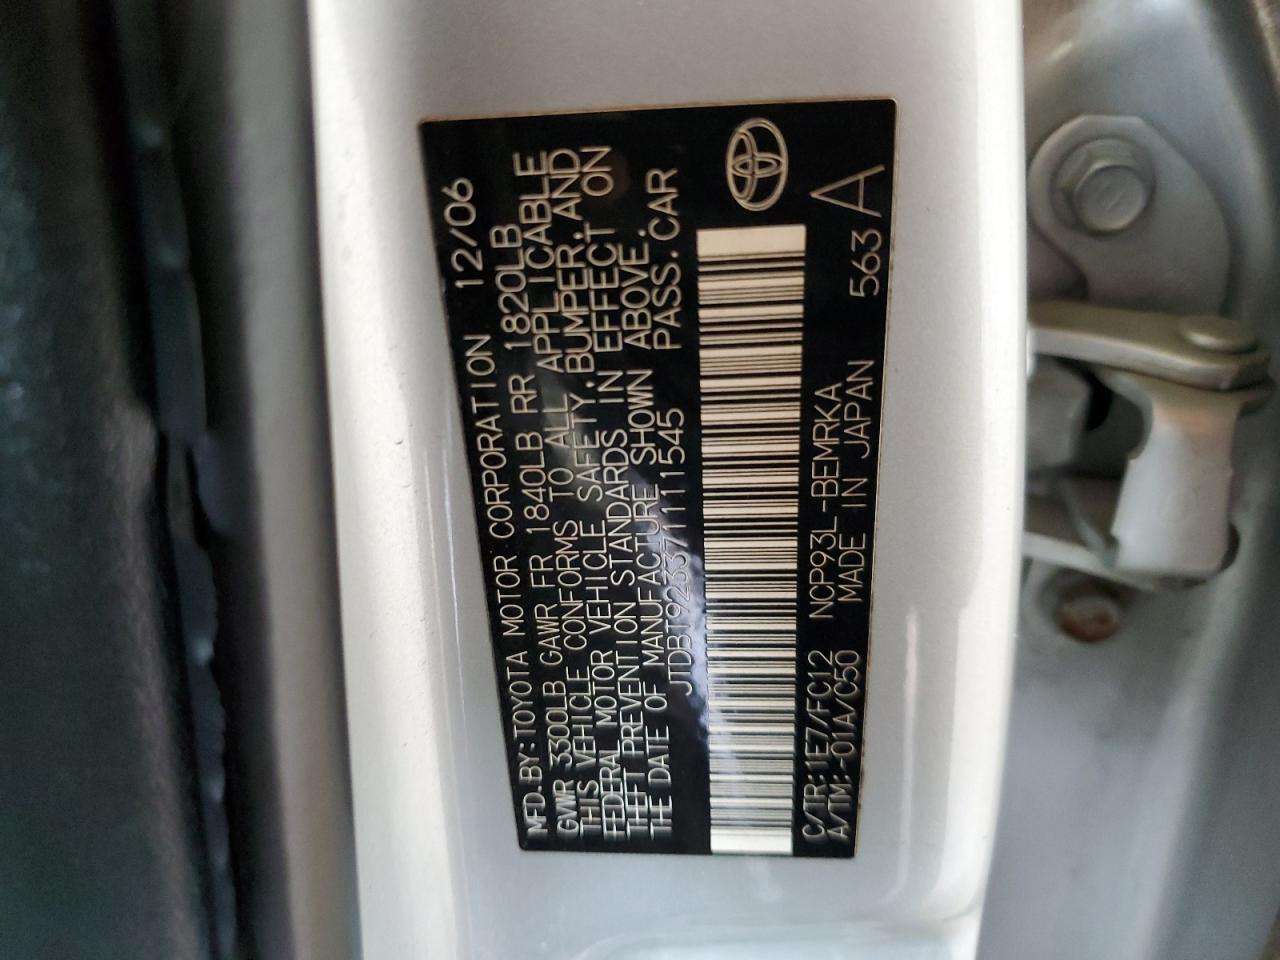 MFD. BY: TOYOTA MOTOR CORPORATION 12/06
GVWR 3300LB GAWR FR 1840LB RR 1820LB
THIS VEHICLE CONFORMS TO ALL APPLICABLE
FEDERAL MOTOR VEHICLE SAFETY, BUMPER, AND
THEFT PREVENTION STANDARDS IN EFFECT ON
THE DATE OF MANUFACTURE SHOWN ABOVE.
JTDBT923371111545 PASS. CAR
C/TR: 1E7/FC12 NCP93L-BEMRKA 563 A
A/TM: -01A/C50 MADE IN JAPAN